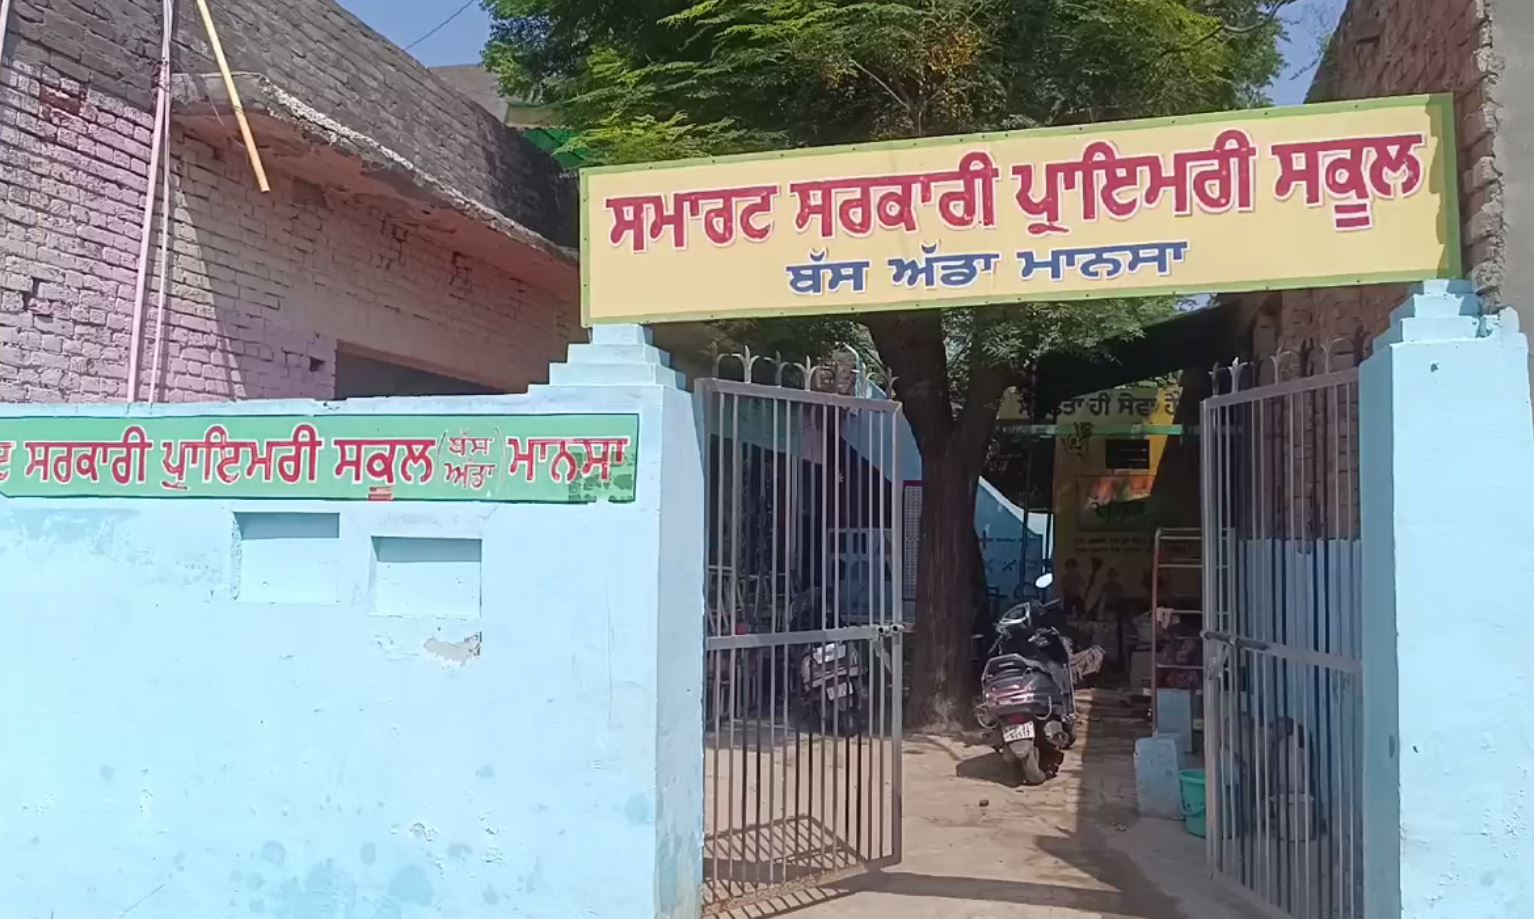 ਸਮਾਰਟ ਸਰਕਾਰੀ ਪ੍ਰਾਇਮਰੀ ਸਕੂਲ
ਬੱਸ ਅੱਡਾ ਮਾਨਸਾ
ਸਰਕਾਰੀ ਪ੍ਰਾਇਮਰੀ ਸਕੂਲ (ਬੱਸ ਅੱਡਾ) ਮਾਨਸਾ
ਹੀ ਸੇਵਾ ਹੈ